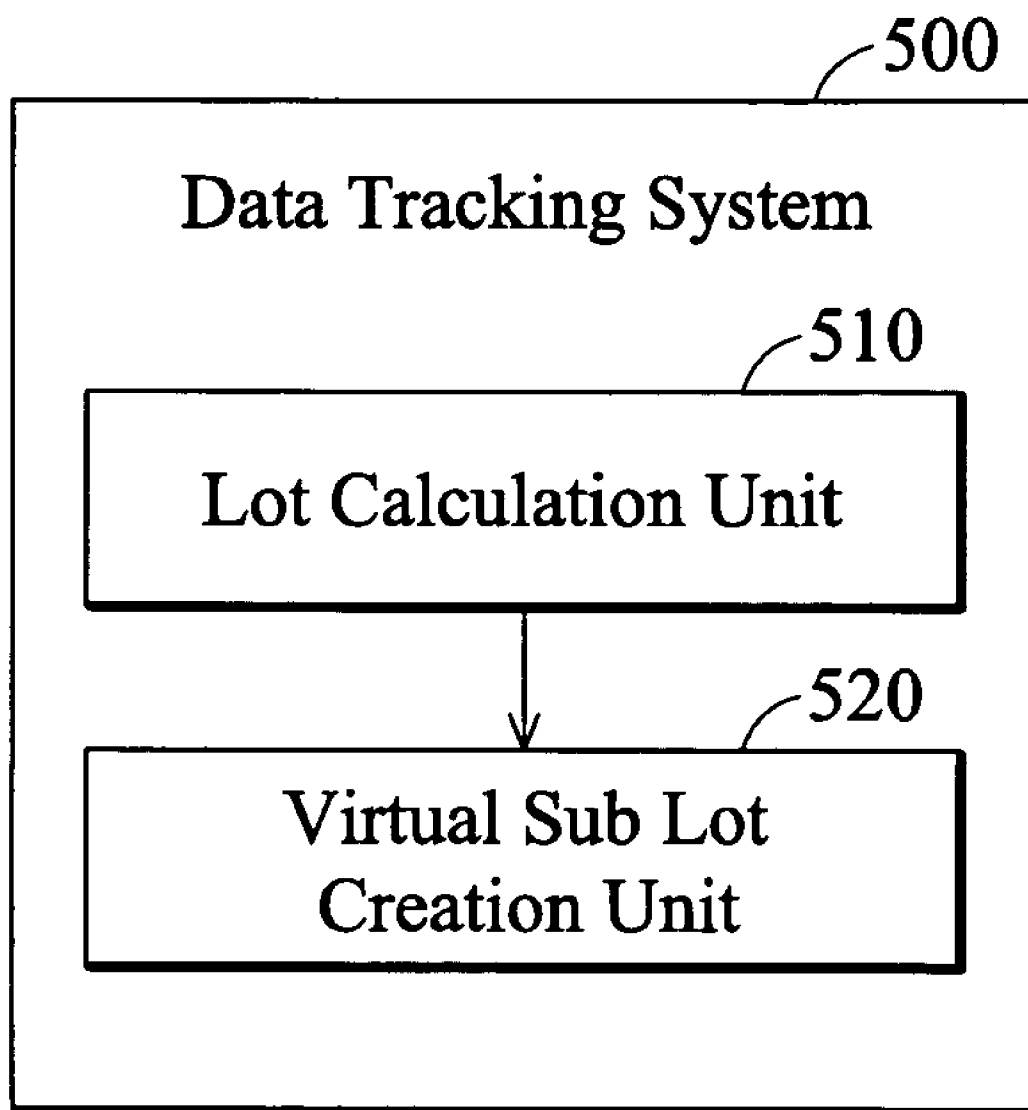 500
Data Tracking System
510
Lot Calculation Unit
520
Virtual Sub Lot
Creation Unit